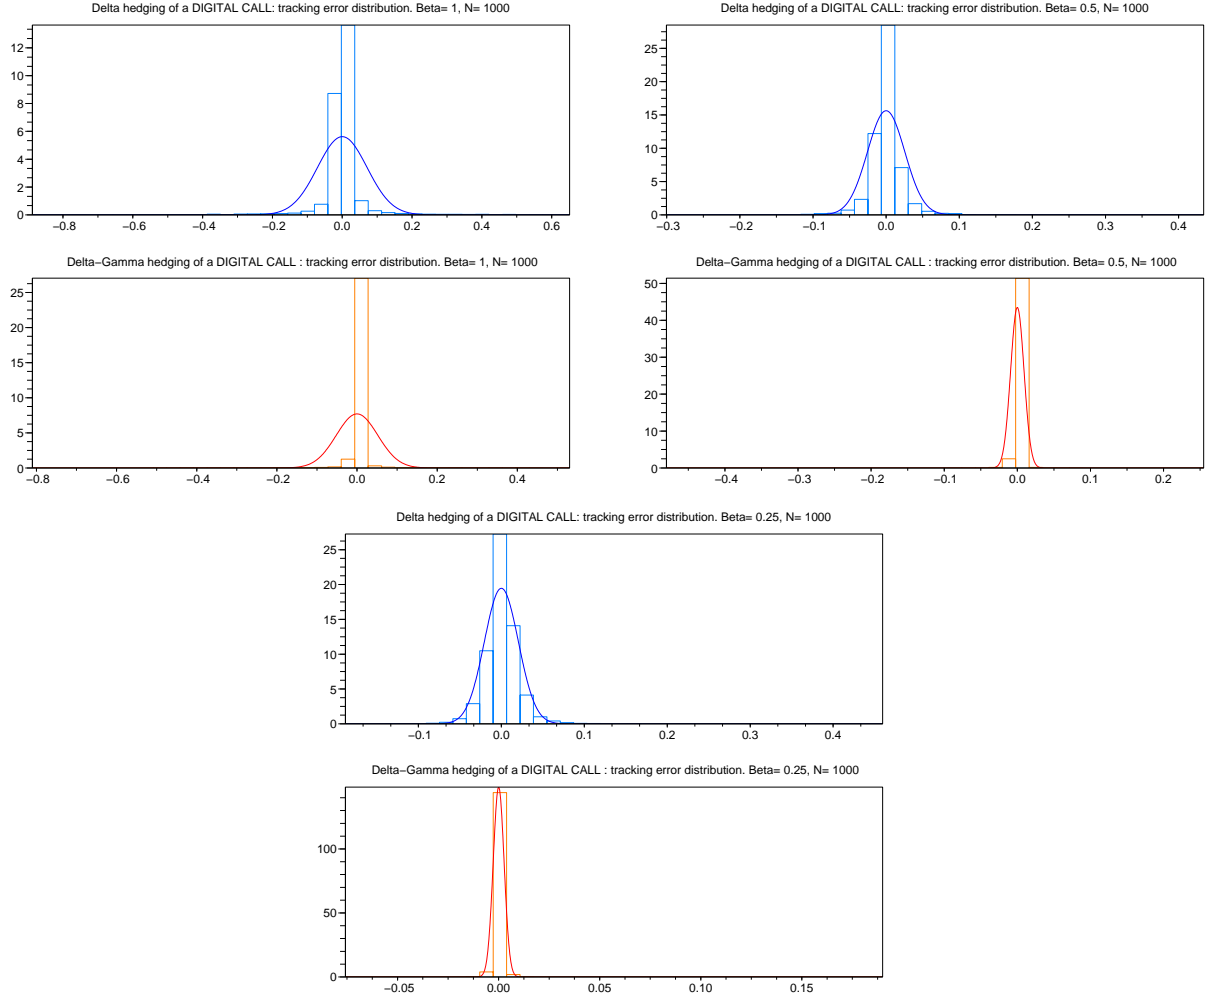 Delta hedging of a DIGITAL CALL: tracking error distribution. Beta= 1, N= 1000
12
10
8
6
4
2
0
−0.8 −0.6 −0.4 −0.2 0.0 0.2 0.4 0.6
Delta hedging of a DIGITAL CALL: tracking error distribution. Beta= 0.5, N= 1000
25
20
15
10
5
0
−0.3 −0.2 −0.1 0.0 0.1 0.2 0.3 0.4
Delta−Gamma hedging of a DIGITAL CALL : tracking error distribution. Beta= 1, N= 1000
25
20
15
10
5
0
−0.8 −0.6 −0.4 −0.2 0.0 0.2 0.4
Delta−Gamma hedging of a DIGITAL CALL : tracking error distribution. Beta= 0.5, N= 1000
50
40
30
20
10
0
−0.4 −0.3 −0.2 −0.1 0.0 0.1 0.2
Delta hedging of a DIGITAL CALL: tracking error distribution. Beta= 0.25, N= 1000
25
20
15
10
5
0
−0.1 0.0 0.1 0.2 0.3 0.4
Delta−Gamma hedging of a DIGITAL CALL : tracking error distribution. Beta= 0.25, N= 1000
100
50
0
−0.05 0.00 0.05 0.10 0.15